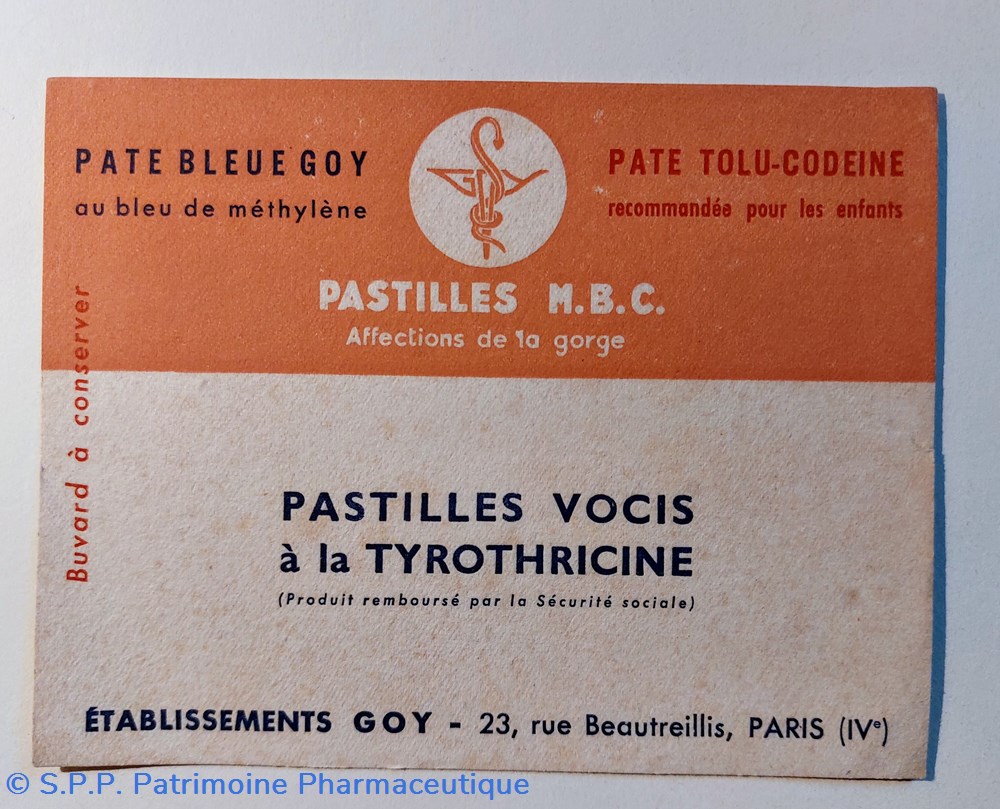 PATE BLEUE GOY
au bleu de méthylène
GOY
PATE TOLU-CODEINE
recommandée pour les enfants
PASTILLES M.B.C.
Affections de la gorge
Buvard à conserver
PASTILLES VOCIS
à la TYROTHRICINE
(Produit remboursé par la Sécurité sociale)
ÉTABLISSEMENTS GOY - 23, rue Beautreillis, PARIS (IVe)
© S.P.P. Patrimoine Pharmaceutique